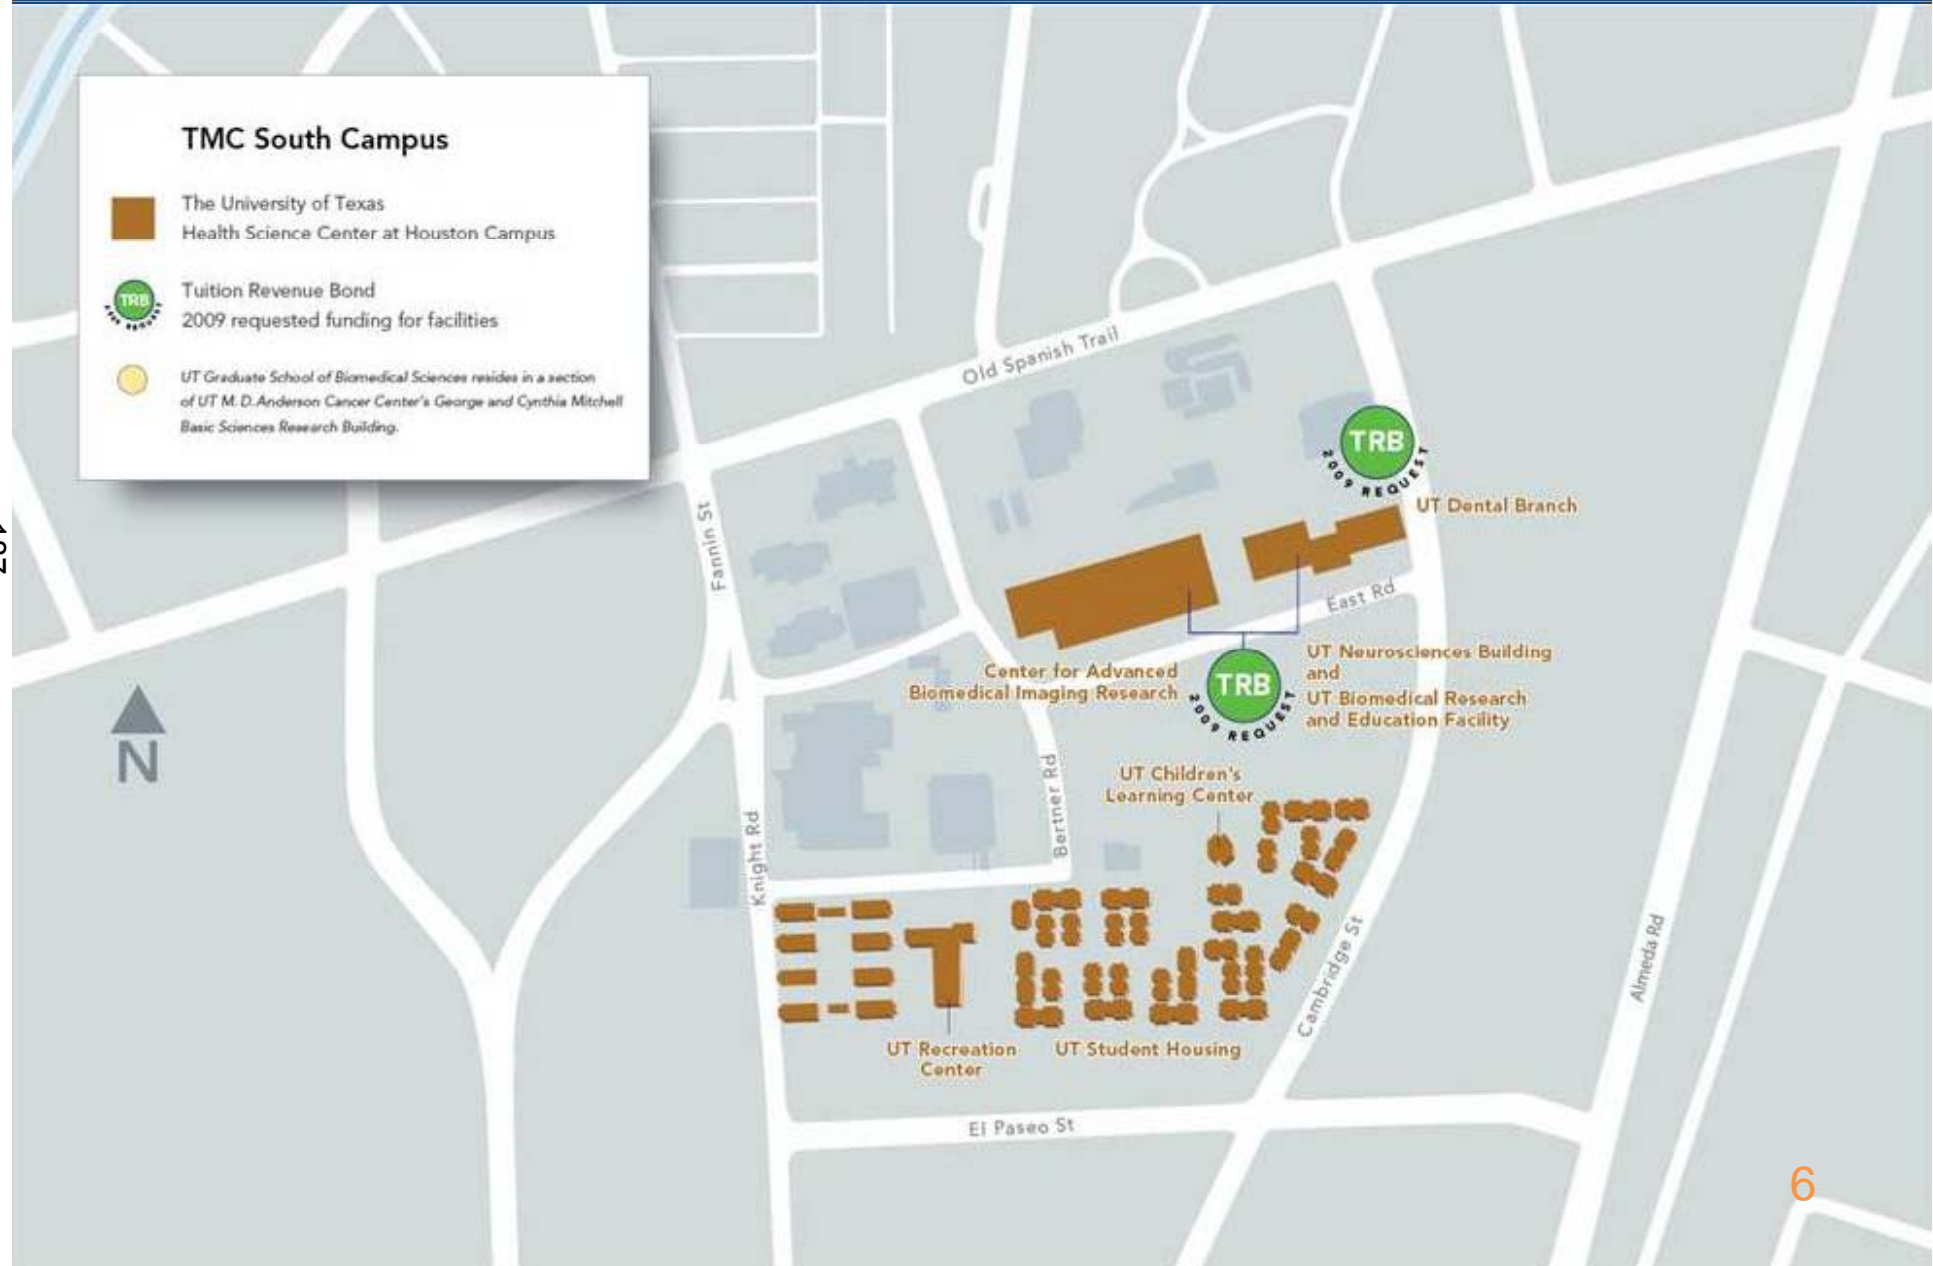 TMC South Campus
The University of Texas
Health Science Center at Houston Campus
TRB
2009 REQUEST
Tuition Revenue Bond
2009 requested funding for facilities
UT Graduate School of Biomedical Sciences resides in a section
of UT M.D. Anderson Cancer Center's George and Cynthia Mitchell
Basic Sciences Research Building.
Old Spanish Trail
TRB
2009 REQUEST
UT Dental Branch
Fannin St
East Rd
Center for Advanced
Biomedical Imaging Research
TRB
2009 REQUEST
UT Neurosciences Building
and
UT Biomedical Research
and Education Facility
N
UT Children's
Learning Center
Bertner Rd
Knight Rd
Cambridge St
Almeda Rd
UT Recreation
Center
UT Student Housing
El Paseo St
6